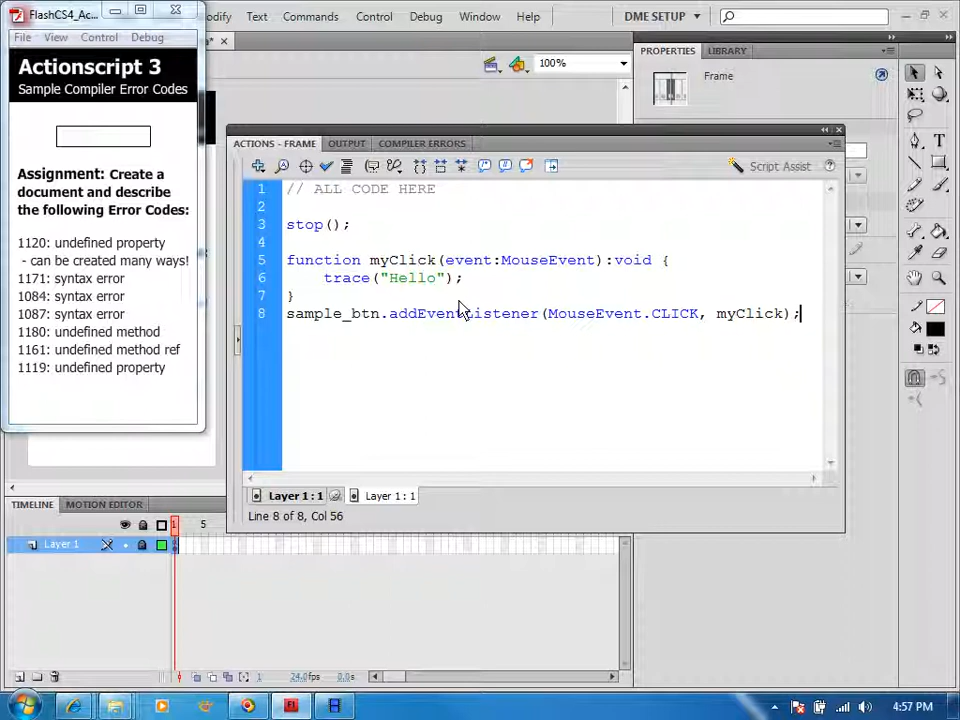 FlashCS4_Ac...
File View Control Debug
Actionscript 3
Sample Compiler Error Codes
Assignment: Create a
document and describe
the following Error Codes:
1120: undefined property
- can be created many ways!
1171: syntax error
1084: syntax error
1087: syntax error
1180: undefined method
1161: undefined method ref
1119: undefined property
odify Text Commands Control Debug Window Help
DME SETUP
100%
PROPERTIES LIBRARY
Frame
ACTIONS - FRAME OUTPUT COMPILER ERRORS
Script Assist
1 // ALL CODE HERE
2
3 stop();
4
5 function myClick(event:MouseEvent):void {
6 trace("Hello");
7 }
8 sample_btn.addEventListener(MouseEvent.CLICK, myClick);
Layer 1 : 1 Layer 1 : 1
Line 8 of 8, Col 56
TIMELINE MOTION EDITOR
1 5
Layer 1
1 24.0fps 0.0s
4:57 PM